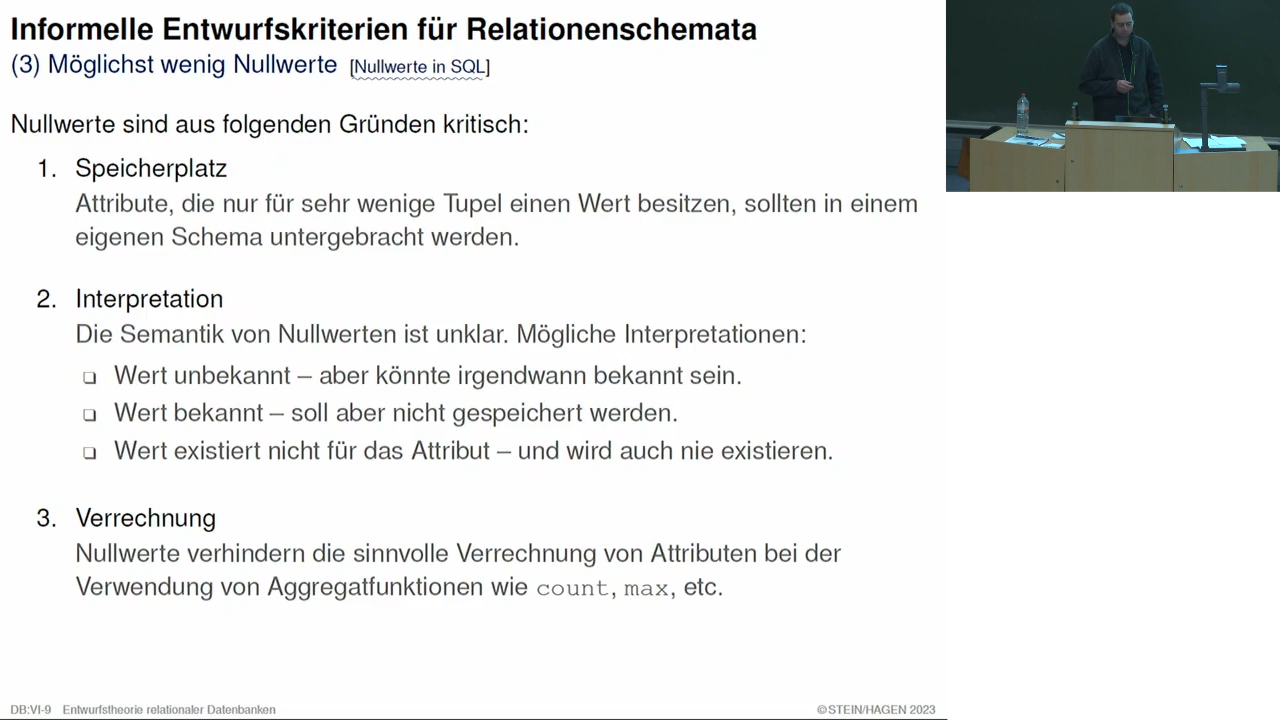 Informelle Entwurfskriterien für Relationenschemata
(3) Möglichst wenig Nullwerte [Nullwerte in SQL]
Nullwerte sind aus folgenden Gründen kritisch:
1. Speicherplatz
Attribute, die nur für sehr wenige Tupel einen Wert besitzen, sollten in einem
eigenen Schema untergebracht werden.
2. Interpretation
Die Semantik von Nullwerten ist unklar. Mögliche Interpretationen:
❑ Wert unbekannt – aber könnte irgendwann bekannt sein.
❑ Wert bekannt – soll aber nicht gespeichert werden.
❑ Wert existiert nicht für das Attribut – und wird auch nie existieren.
3. Verrechnung
Nullwerte verhindern die sinnvolle Verrechnung von Attributen bei der
Verwendung von Aggregatfunktionen wie count, max, etc.
DB:VI-9 Entwurfstheorie relationaler Datenbanken ©STEIN/HAGEN 2023